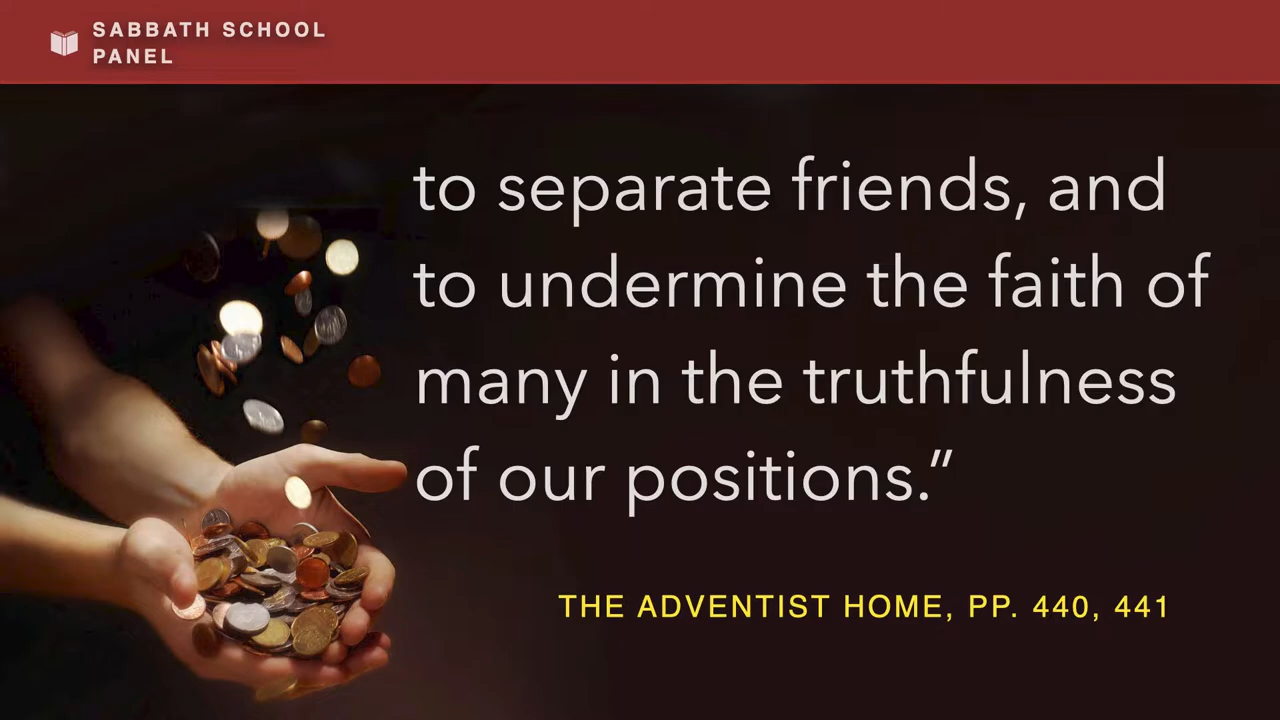 SABBATH SCHOOL
PANEL
to separate friends, and
to undermine the faith of
many in the truthfulness
of our positions.”
THE ADVENTIST HOME, PP. 440, 441